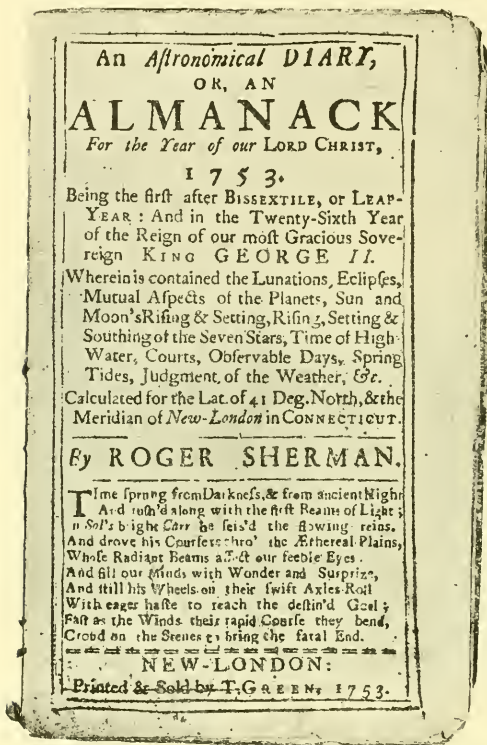 An Aſtronomical DIARY,
OR, AN
ALMANACK
For the Year of our LORD CHRIST,
1753.
Being the firſt after BISSEXTILE, or LEAP-
YEAR : And in the Twenty-Sixth Year
of the Reign of our moſt Gracious Sove-
reign KING GEORGE II.
Wherein is contained the Lunations, Eclipſes,
Mutual Aſpects of the Planets, Sun and
Moon's Riſing & Setting, Riſing, Setting &
Southing of the Seven Stars, Time of High
Water, Courts, Obſervable Days, Spring
Tides, Judgment of the Weather, &c.
Calculated for the Lat. of 41 Deg. North, & the
Meridian of New-London in CONNECTICUT.
By ROGER SHERMAN.
TIme ſprung from Darkneſs, & from ancient Night
And ruſh'd along with the firſt Beams of Light ;
Sol's bright Carr he ſeis'd the flowing reins.
And drove his Courſers thro' the Æthereal Plains,
Whoſe Radiant Beams affect our feeble Eyes.
And fill our Minds with Wonder and Surprize,
And ſtill his Wheels on their ſwift Axles Roll
With eager haſte to reach the deſtin'd Goal ;
Faſt as the Winds their rapid Courſe they bend,
Croud on the Scenes to bring the fatal End.
NEW-LONDON:
Printed & Sold by T. GREEN, 1753.